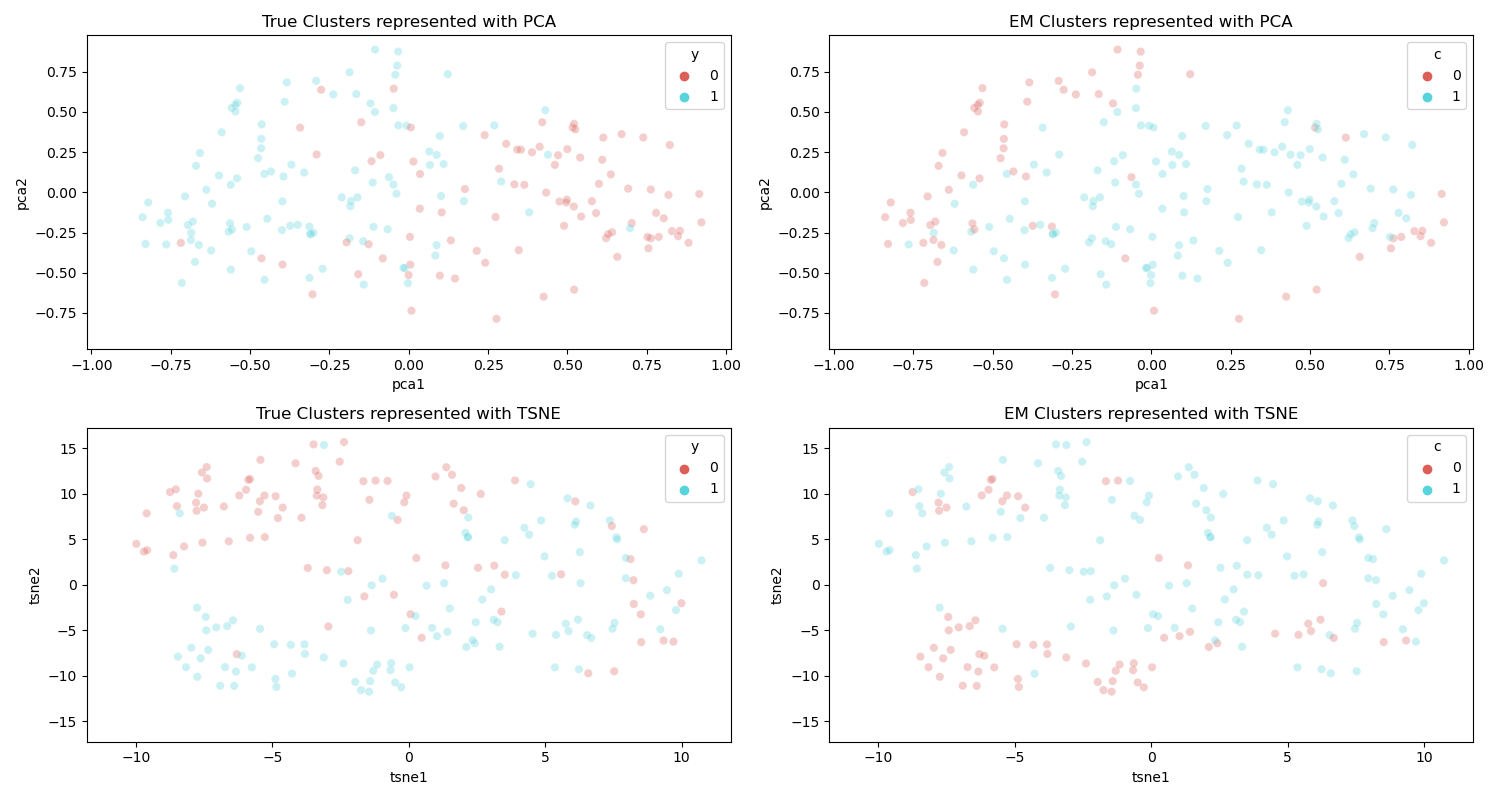 True Clusters represented with PCA
0.75
0.50
0.25
0.00
−0.25
−0.50
−0.75
pca2
y
0
1
−1.00 −0.75 −0.50 −0.25 0.00 0.25 0.50 0.75 1.00
pca1
EM Clusters represented with PCA
0.75
0.50
0.25
0.00
−0.25
−0.50
−0.75
pca2
c
0
1
−1.00 −0.75 −0.50 −0.25 0.00 0.25 0.50 0.75 1.00
pca1
True Clusters represented with TSNE
15
10
5
0
−5
−10
−15
tsne2
y
0
1
−10 −5 0 5 10
tsne1
EM Clusters represented with TSNE
15
10
5
0
−5
−10
−15
tsne2
c
0
1
−10 −5 0 5 10
tsne1